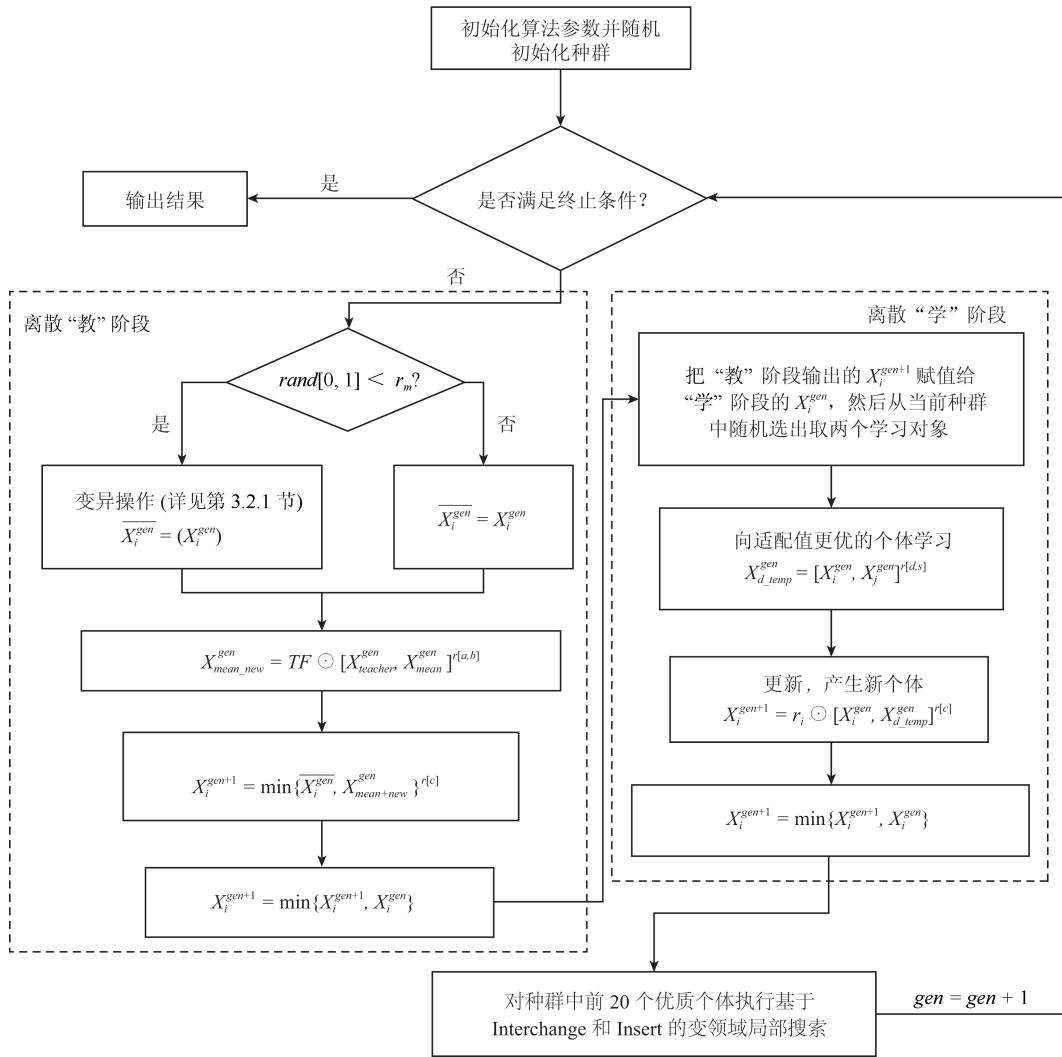 初始化算法参数并随机
初始化种群
是否满足终止条件？
是
输出结果
否
离散 “教” 阶段
rand[0, 1] < r_m?
是
否
变异操作 (详见第 3.2.1 节)
\overline{X_i^{gen}} = (X_i^{gen})
\overline{X_i^{gen}} = X_i^{gen}
X_{mean\_new}^{gen} = TF ⊙ [X_{teacher}^{gen}, X_{mean}^{gen}]^{r[a,b]}
X_i^{gen+1} = min{\overline{X_i^{gen}}, X_{mean+new}^{gen}}^{r[c]}
X_i^{gen+1} = min{X_i^{gen+1}, X_i^{gen}}
离散 “学” 阶段
把 “教” 阶段输出的 X_i^{gen+1} 赋值给
“学” 阶段的 X_i^{gen}，然后从当前种群
中随机选出取两个学习对象
向适配值更优的个体学习
X_{d\_temp}^{gen} = [X_i^{gen}, X_j^{gen}]^{r[d,s]}
更新，产生新个体
X_i^{gen+1} = r_i ⊙ [X_i^{gen}, X_{d\_temp}^{gen}]^{r[c]}
X_i^{gen+1} = min{X_i^{gen+1}, X_i^{gen}}
对种群中前 20 个优质个体执行基于
Interchange 和 Insert 的变领域局部搜索
gen = gen + 1